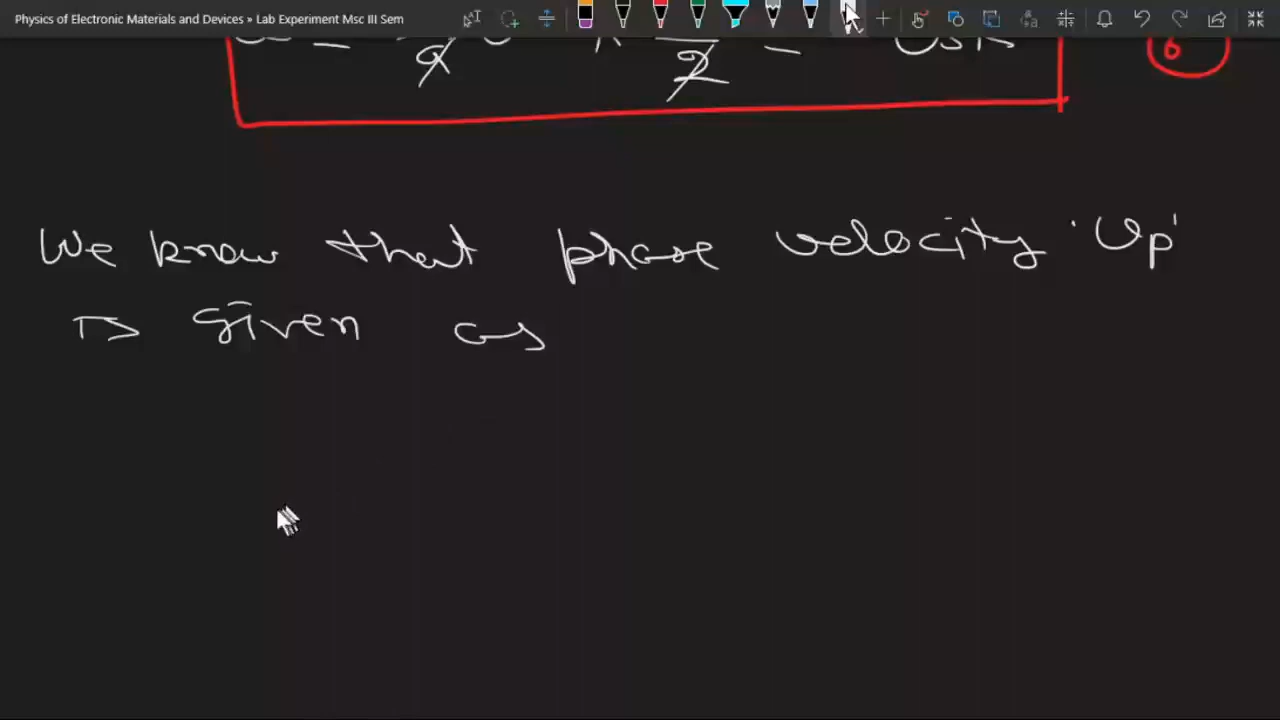 Physics of Electronic Materials and Devices » Lab Experiment Msc III Sem
6
We know that phase velocity 'Up'
is given as